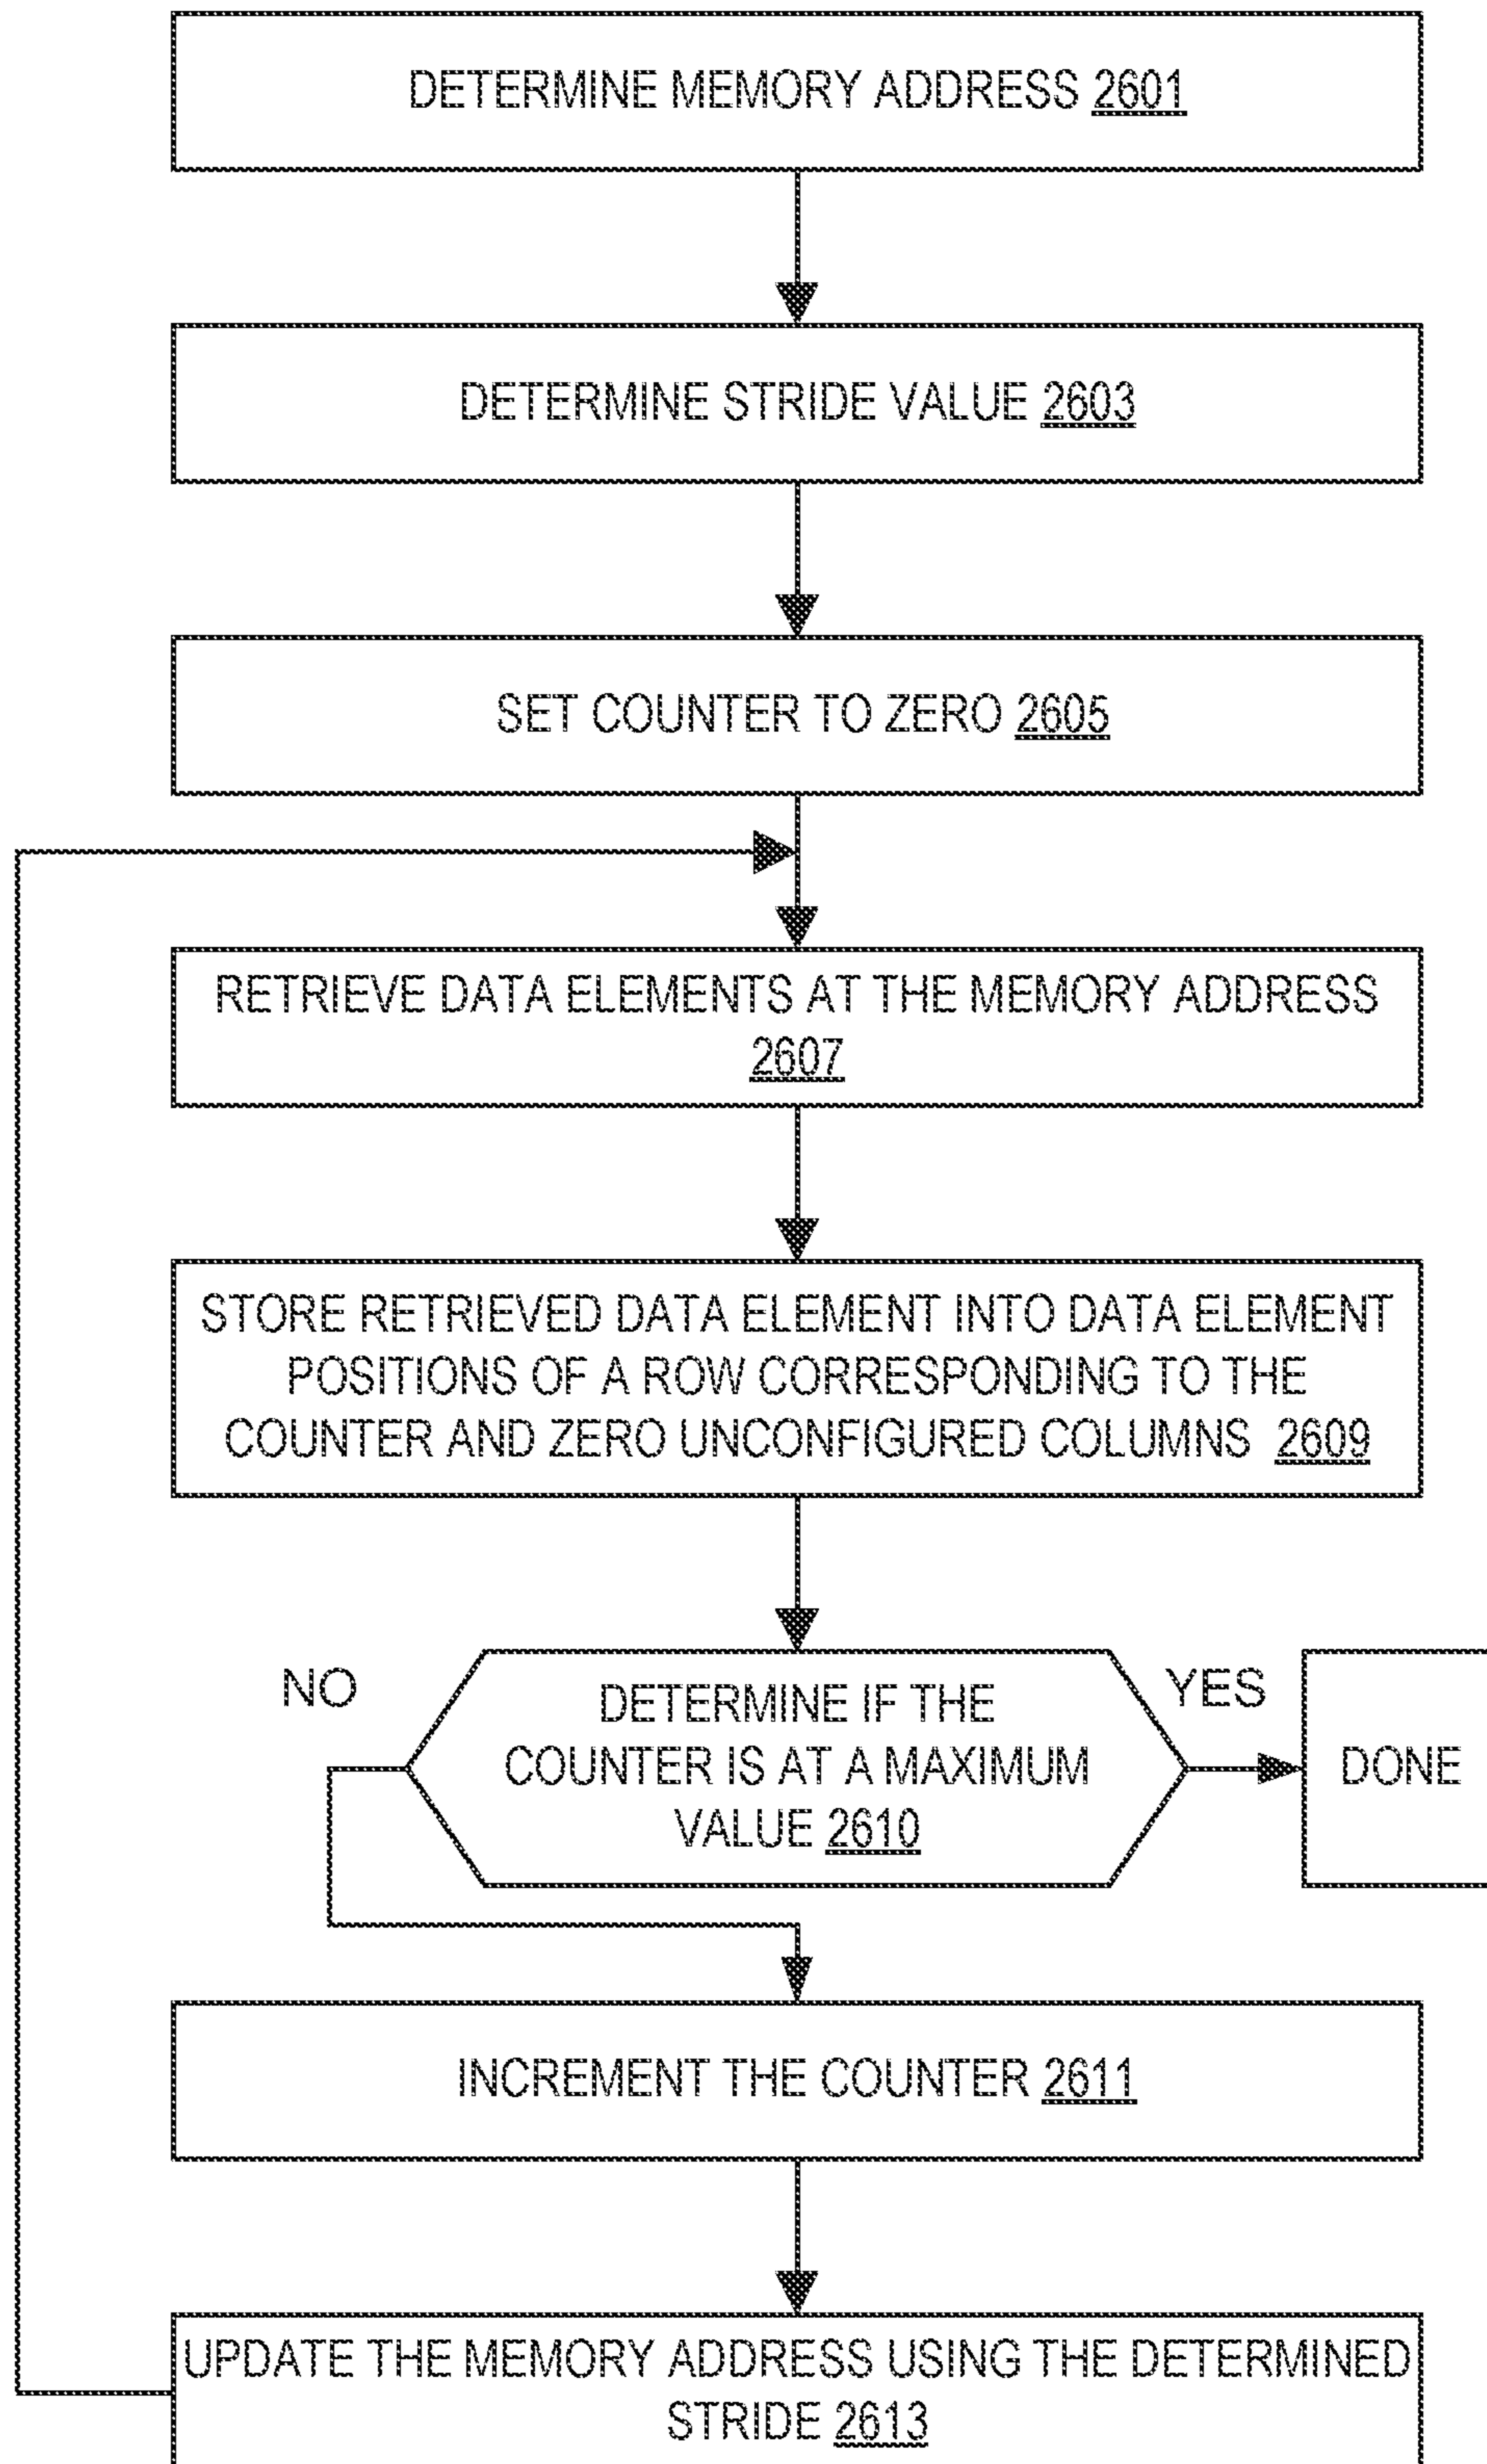 DETERMINE MEMORY ADDRESS 2601
DETERMINE STRIDE VALUE 2603
SET COUNTER TO ZERO 2605
RETRIEVE DATA ELEMENTS AT THE MEMORY ADDRESS
2607
STORE RETRIEVED DATA ELEMENT INTO DATA ELEMENT
POSITIONS OF A ROW CORRESPONDING TO THE
COUNTER AND ZERO UNCONFIGURED COLUMNS 2609
NO
DETERMINE IF THE
COUNTER IS AT A MAXIMUM
VALUE 2610
YES
DONE
INCREMENT THE COUNTER 2611
UPDATE THE MEMORY ADDRESS USING THE DETERMINED
STRIDE 2613